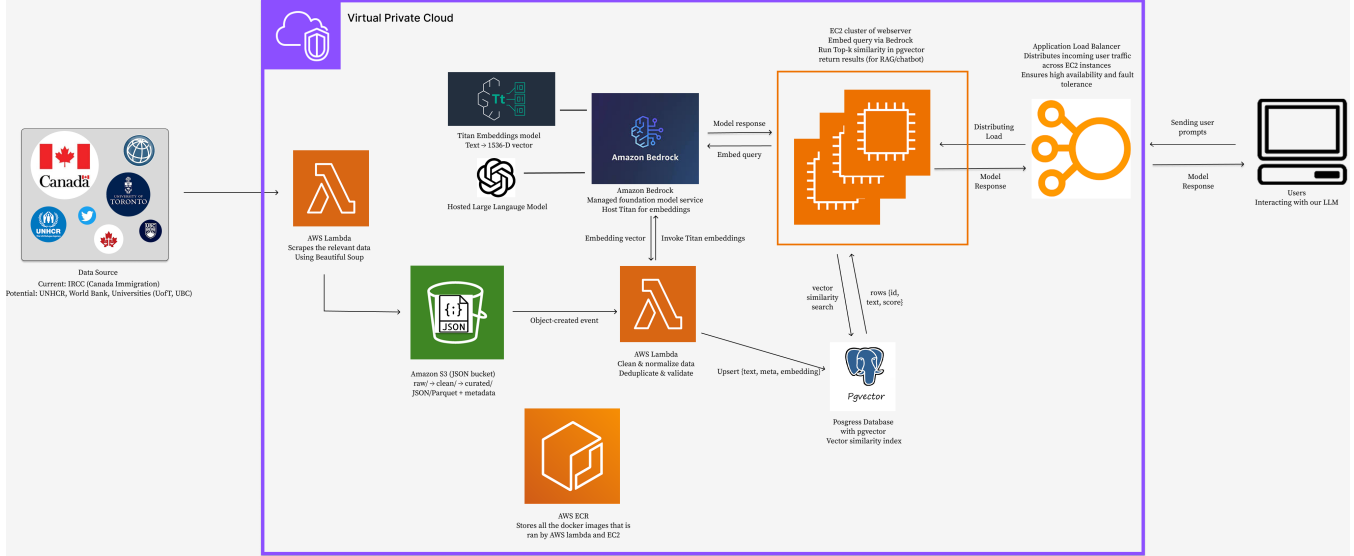 Virtual Private Cloud
EC2 cluster of webserver
Embed query via Bedrock
Run Top-k similarity in pgvector
return results (for RAG/chatbot)
Application Load Balancer
Distributes incoming user traffic
across EC2 instances
Ensures high availability and fault
tolerance
Tt
Titan Embeddings model
Text → 1536-D vector
Hosted Large Langauge Model
Amazon Bedrock
Amazon Bedrock
Managed foundation model service
Host Titan for embeddings
Model response
Embed query
Distributing
Load
Model
Response
Sending user
prompts
Model
Response
Users
Interacting with our LLM
Canada
UNIVERSITY OF
TORONTO
UNHCR
UBC
Data Source
Current: IRCC (Canada Immigration)
Potential: UNHCR, World Bank, Universities (UofT, UBC)
AWS Lambda
Scrapes the relevant data
Using Beautiful Soup
Embedding vector
Invoke Titan embeddings
{;}
JSON
Object-created event
Amazon S3 (JSON bucket)
raw/ → clean/ → curated/
JSON/Parquet + metadata
AWS Lambda
Clean & normalize data
Deduplicate & validate
vector
similarity
search
rows {id,
text, score}
Upsert {text, meta, embedding}
Pgvector
Posgress Database
with pgvector
Vector similarity index
AWS ECR
Stores all the docker images that is
ran by AWS lambda and EC2